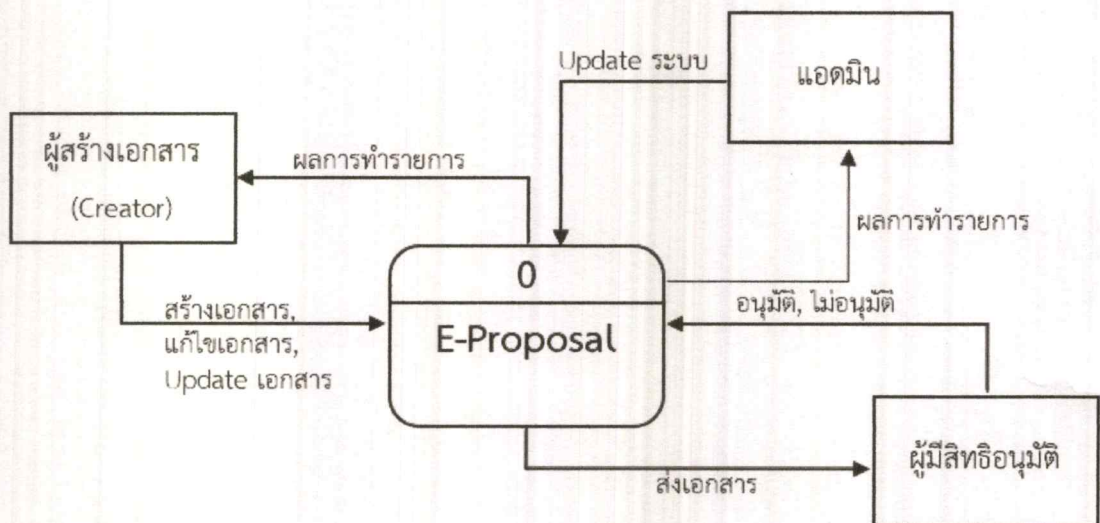 Update ระบบ
แอดมิน
ผู้สร้างเอกสาร
(Creator)
ผลการทำรายการ
ผลการทำรายการ
0
E-Proposal
สร้างเอกสาร,
แก้ไขเอกสาร,
Update เอกสาร
อนุมัติ, ไม่อนุมัติ
ผู้มีสิทธิอนุมัติ
ส่งเอกสาร